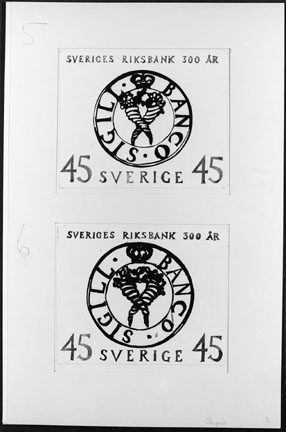 5
SVERIGES RIKSBANK 300 ÅR
SIGILL · BANCO ·
45 SVERIGE 45
6
SVERIGES RIKSBANK 300 ÅR
SIGILL · BANCO ·
45 SVERIGE 45